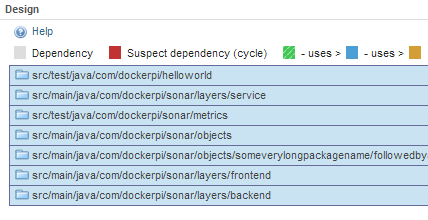 Design
Help
Dependency Suspect dependency (cycle) - uses > - uses >
src/test/java/com/dockerpi/helloworld
src/main/java/com/dockerpi/sonar/layers/service
src/test/java/com/dockerpi/sonar/metrics
src/main/java/com/dockerpi/sonar/objects
src/main/java/com/dockerpi/sonar/objects/someverylongpackagename/followedby
src/main/java/com/dockerpi/sonar/layers/frontend
src/main/java/com/dockerpi/sonar/layers/backend